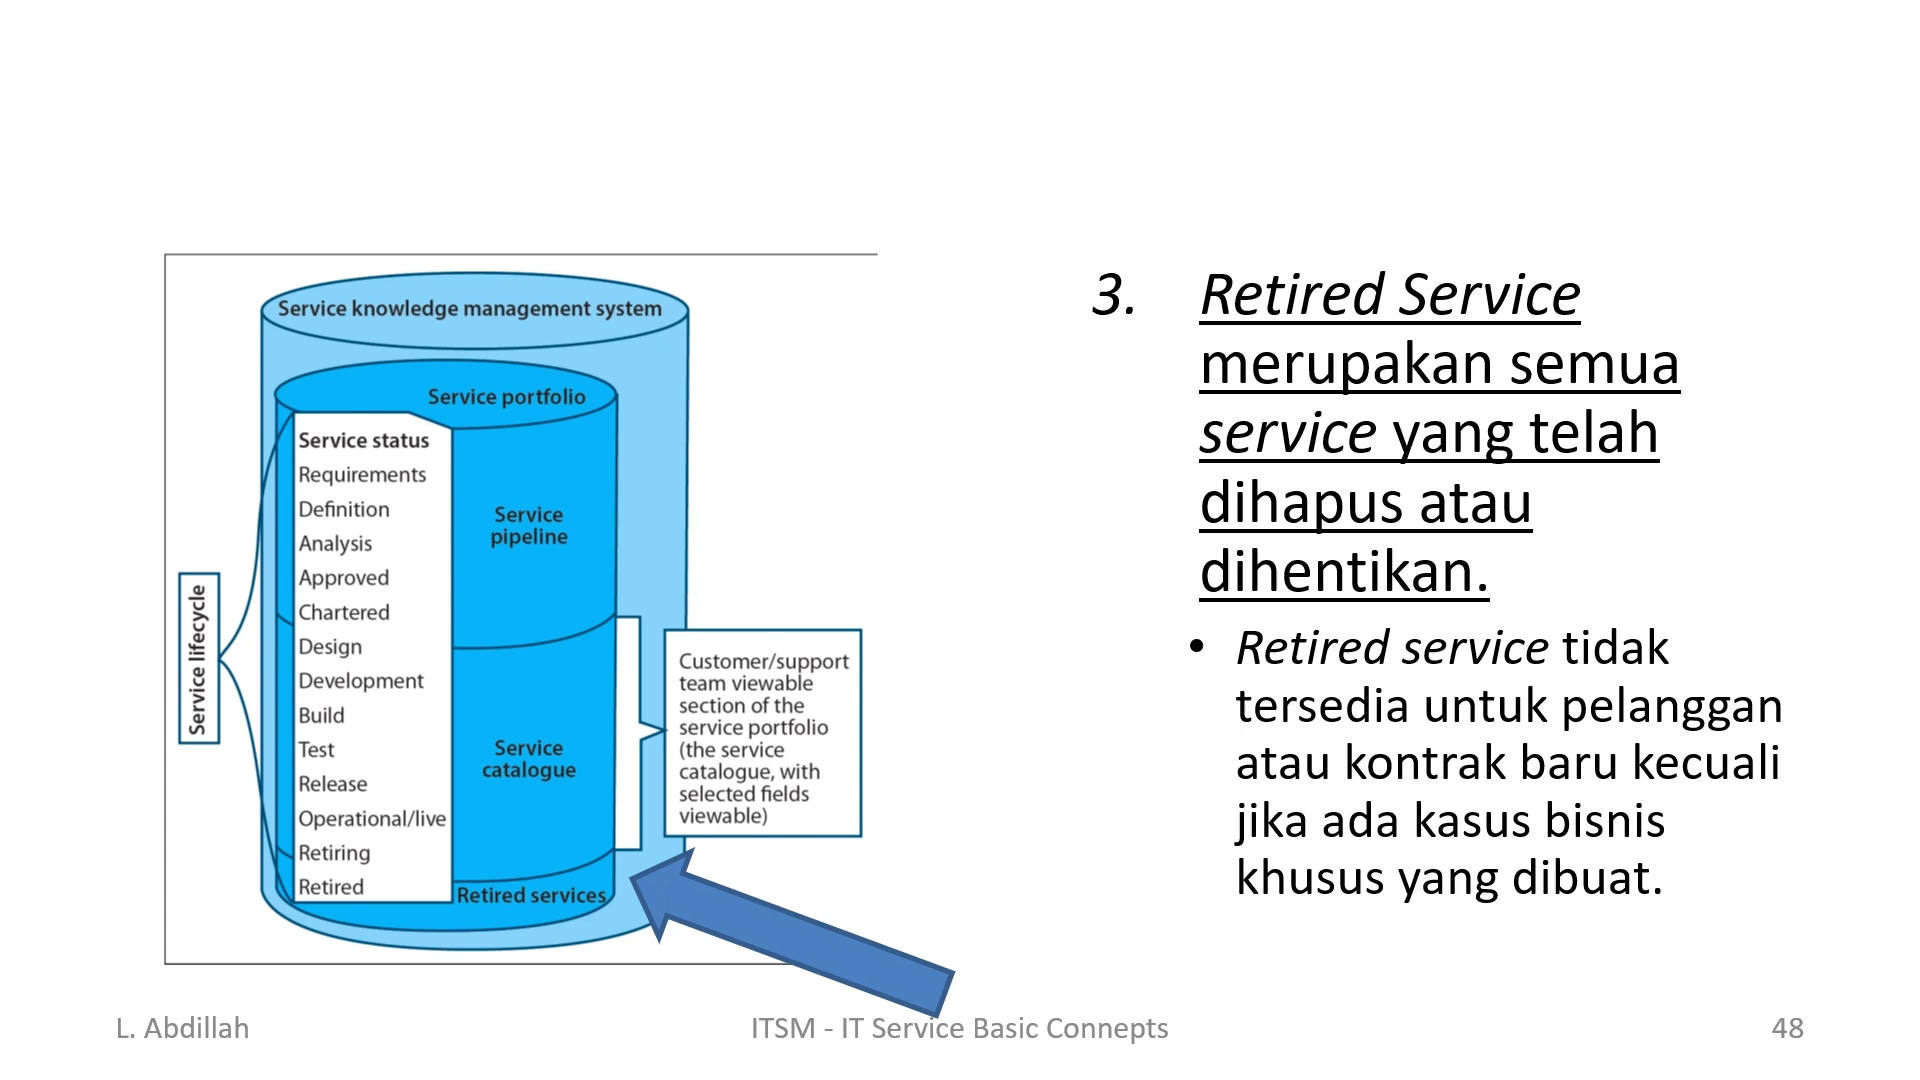 Service knowledge management system
Service portfolio
Service status
Requirements
Definition
Analysis
Approved
Chartered
Design
Development
Build
Test
Release
Operational/live
Retiring
Retired
Service
pipeline
Service
catalogue
Retired services
Service lifecycle
Customer/support
team viewable
section of the
service portfolio
(the service
catalogue, with
selected fields
viewable)
3. Retired Service
merupakan semua
service yang telah
dihapus atau
dihentikan.
• Retired service tidak
tersedia untuk pelanggan
atau kontrak baru kecuali
jika ada kasus bisnis
khusus yang dibuat.
L. Abdillah
ITSM - IT Service Basic Connepts
48